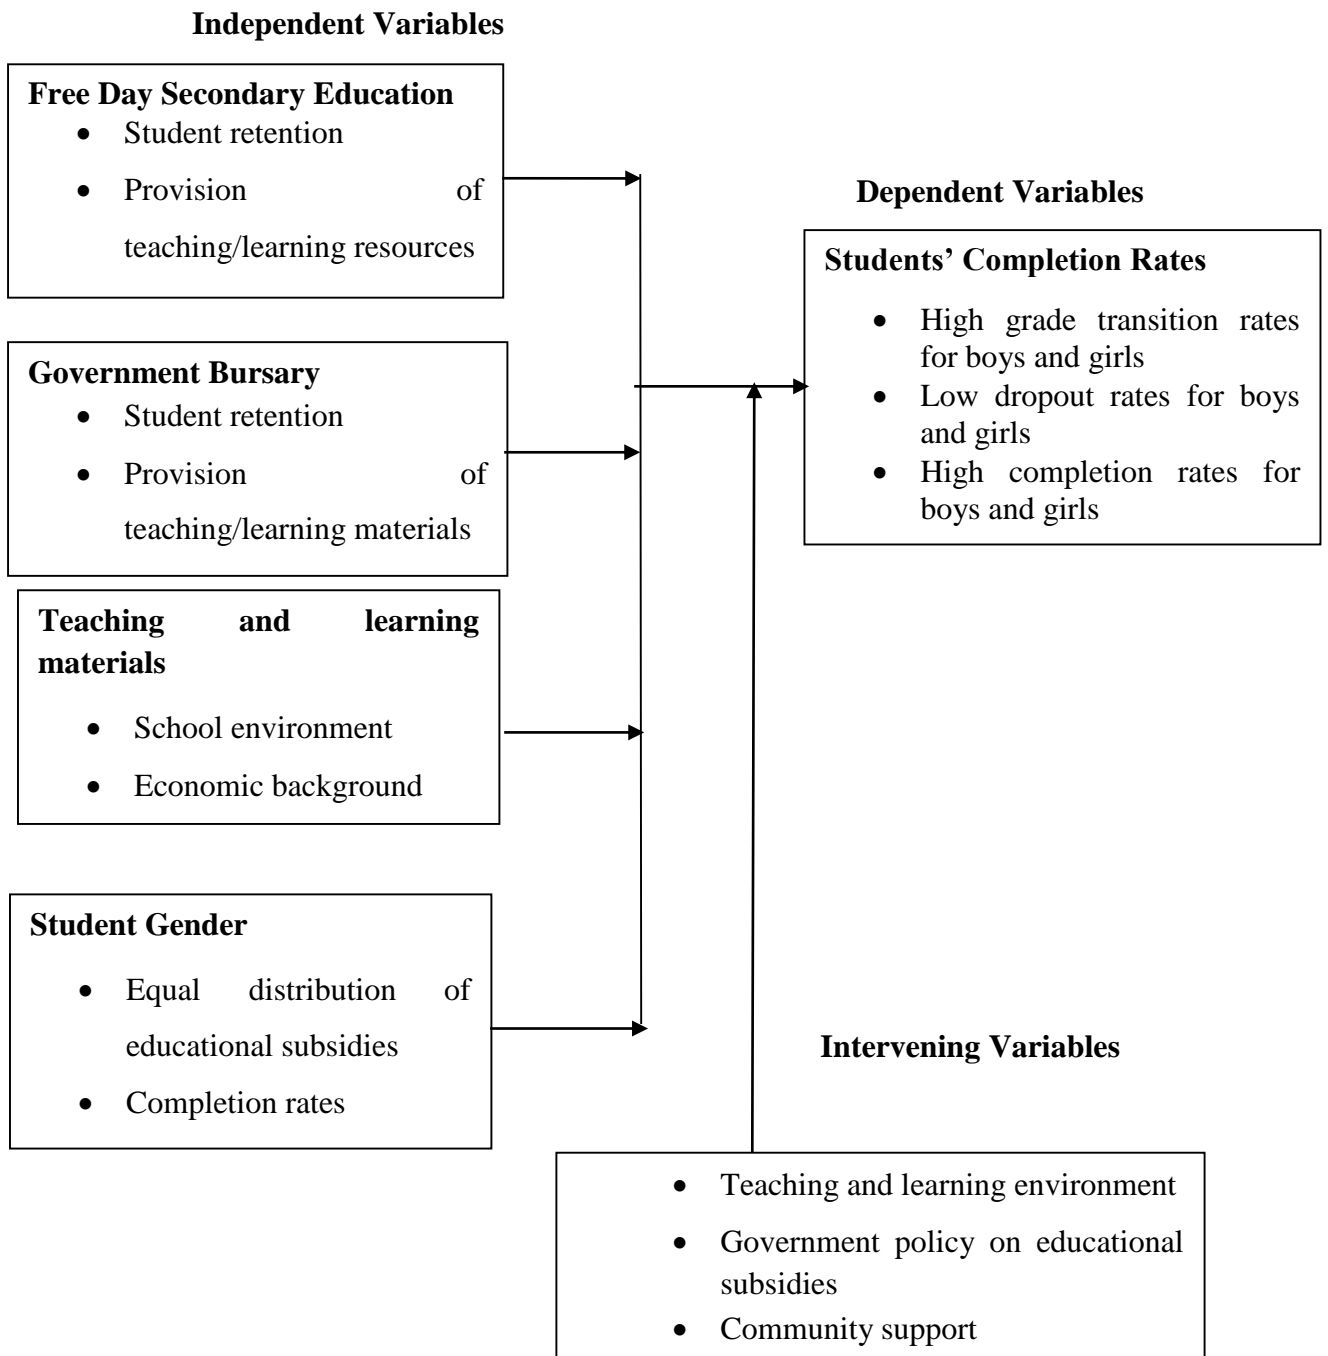 Independent Variables
Free Day Secondary Education
• Student retention
• Provision of
teaching/learning resources
Government Bursary
• Student retention
• Provision of
teaching/learning materials
Teaching and learning
materials
• School environment
• Economic background
Student Gender
• Equal distribution of
educational subsidies
• Completion rates
Dependent Variables
Students’ Completion Rates
• High grade transition rates
for boys and girls
• Low dropout rates for boys
and girls
• High completion rates for
boys and girls
Intervening Variables
• Teaching and learning environment
• Government policy on educational
subsidies
• Community support